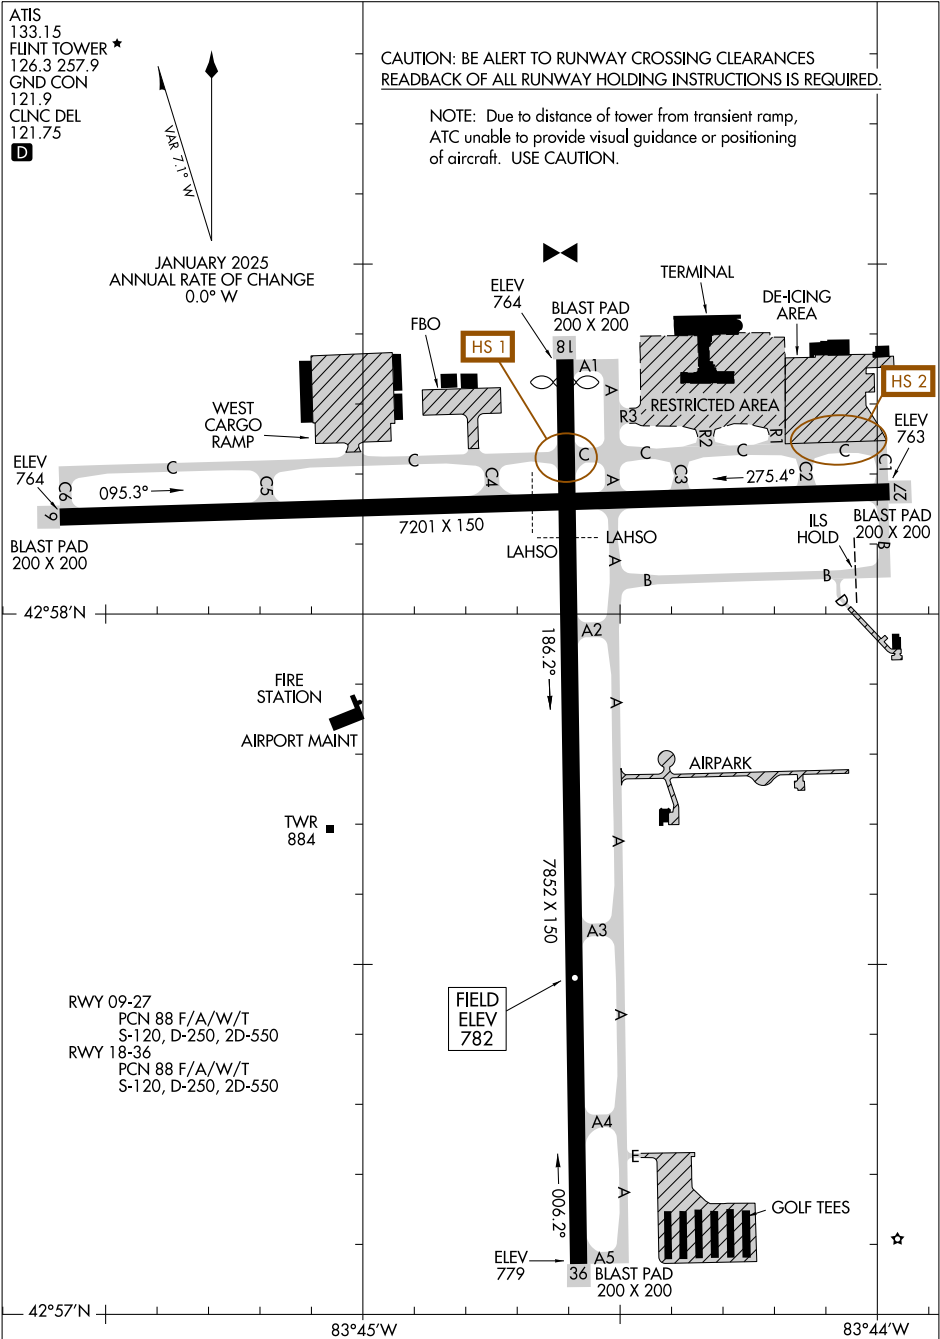 ATIS
133.15
FLINT TOWER
126.3 257.9
GND CON
121.9
CLNC DEL
121.75
D
CAUTION: BE ALERT TO RUNWAY CROSSING CLEARANCES
READBACK OF ALL RUNWAY HOLDING INSTRUCTIONS IS REQUIRED.
NOTE: Due to distance of tower from transient ramp,
ATC unable to provide visual guidance or positioning
of aircraft. USE CAUTION.
VAR 7.1° W
JANUARY 2025
ANNUAL RATE OF CHANGE
0.0° W
ELEV
764
BLAST PAD
200 X 200
TERMINAL
DE-ICING
AREA
FBO
HS 1
18
A1
A
HS 2
WEST
CARGO
RAMP
R3
RESTRICTED AREA
R2
R1
ELEV
763
ELEV
764
C
C
C
C
C
C
C1
C6
095.3°
C5
C4
A
C3
275.4°
C2
9
27
7201 X 150
BLAST PAD
200 X 200
LAHSO
LAHSO
ILS
HOLD
BLAST PAD
200 X 200
A
B
B
B
D
42°58'N
A2
186.2°
FIRE
STATION
A
AIRPORT MAINT
AIRPARK
TWR
884
A
7852 X 150
A3
FIELD
ELEV
782
A
RWY 09-27
PCN 88 F/A/W/T
S-120, D-250, 2D-550
RWY 18-36
PCN 88 F/A/W/T
S-120, D-250, 2D-550
A4
E
A
006.2°
GOLF TEES
ELEV
779
A5
36
BLAST PAD
200 X 200
42°57'N
83°45'W
83°44'W